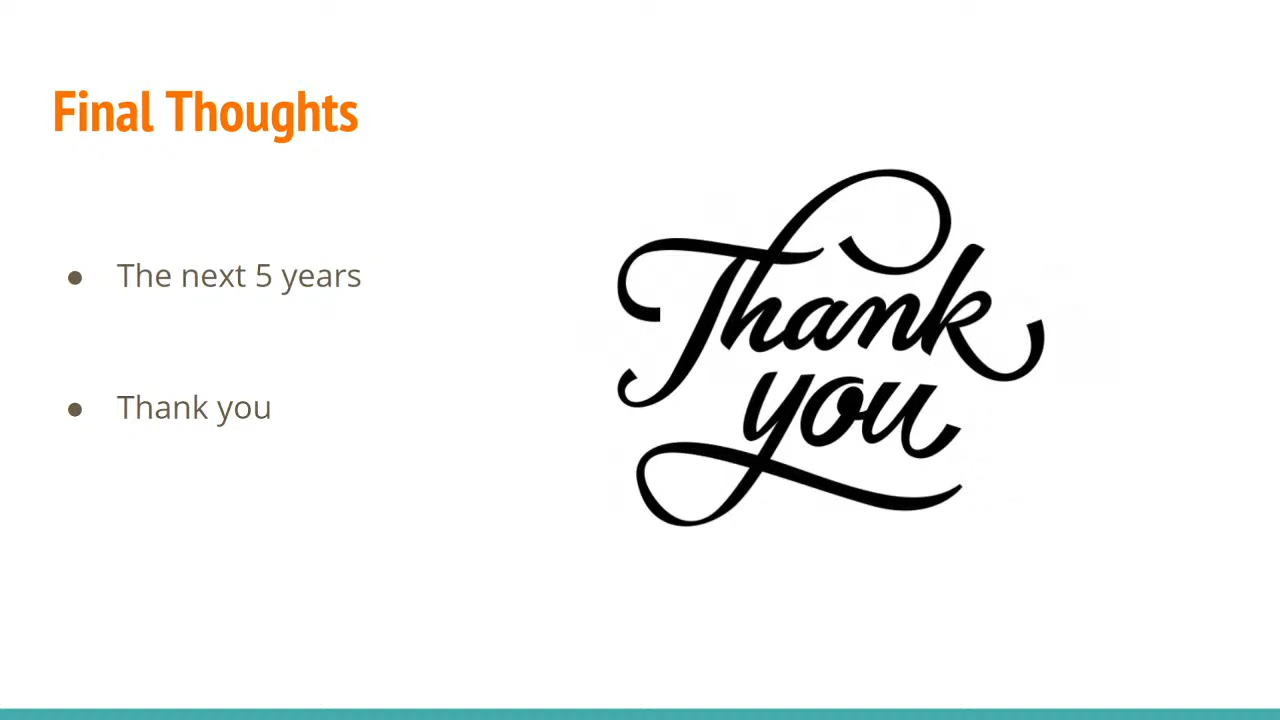 Final Thoughts
● The next 5 years
● Thank you
Thank
you